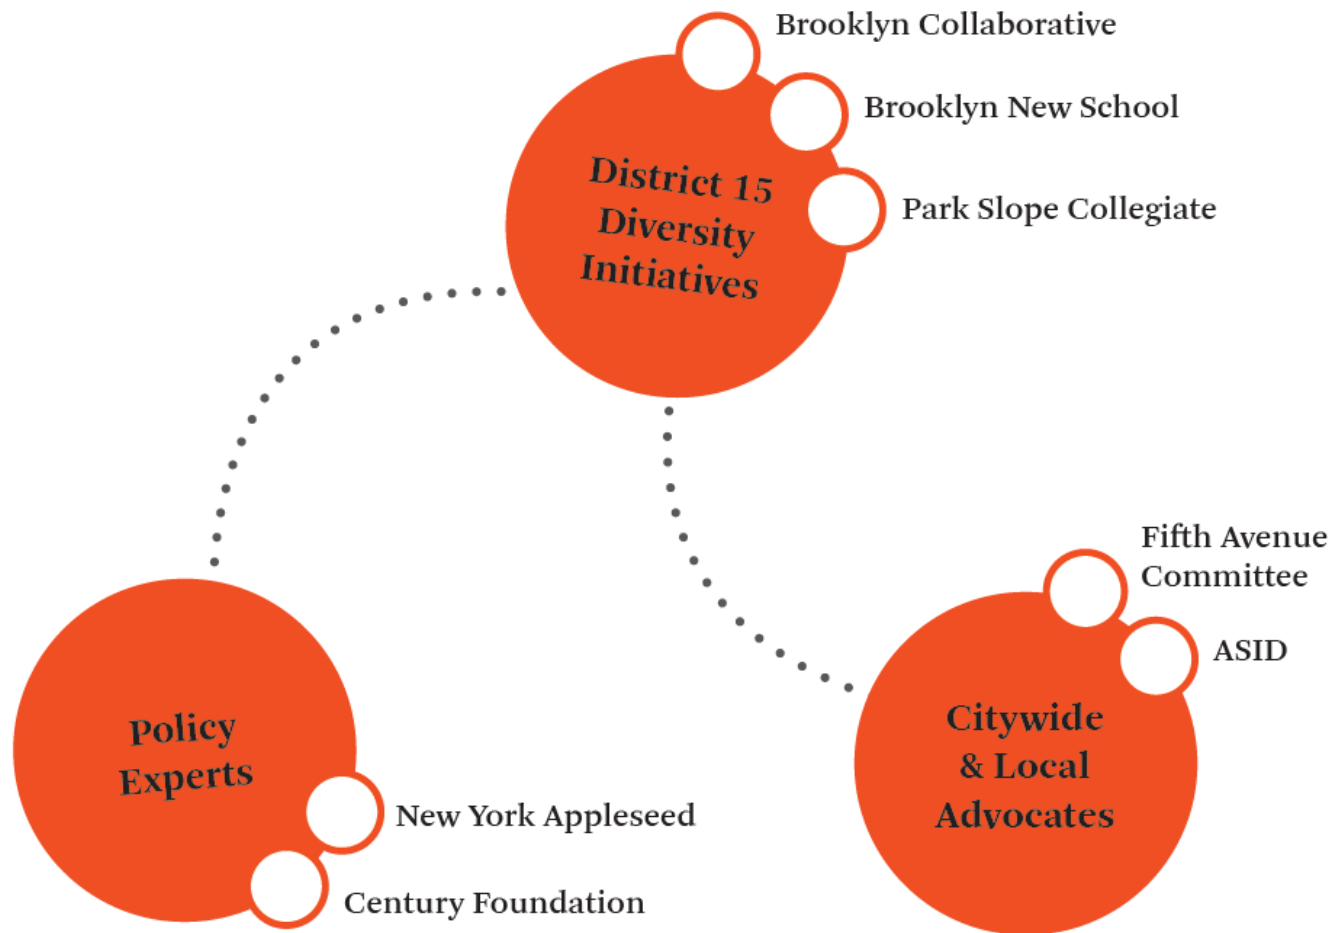 Brooklyn Collaborative
Brooklyn New School
District 15
Diversity
Initiatives
Park Slope Collegiate
Fifth Avenue
Committee
ASID
Citywide
& Local
Advocates
Policy
Experts
New York Appleseed
Century Foundation